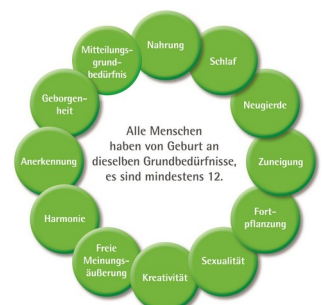 Nahrung
Schlaf
Neugierde
Zuneigung
Fort-
pflanzung
Sexualität
Kreativität
Freie
Meinungs-
äußerung
Harmonie
Anerkennung
Geborgen-
heit
Mitteilungs-
grund-
bedürfnis
Alle Menschen
haben von Geburt an
dieselben Grundbedürfnisse,
es sind mindestens 12.